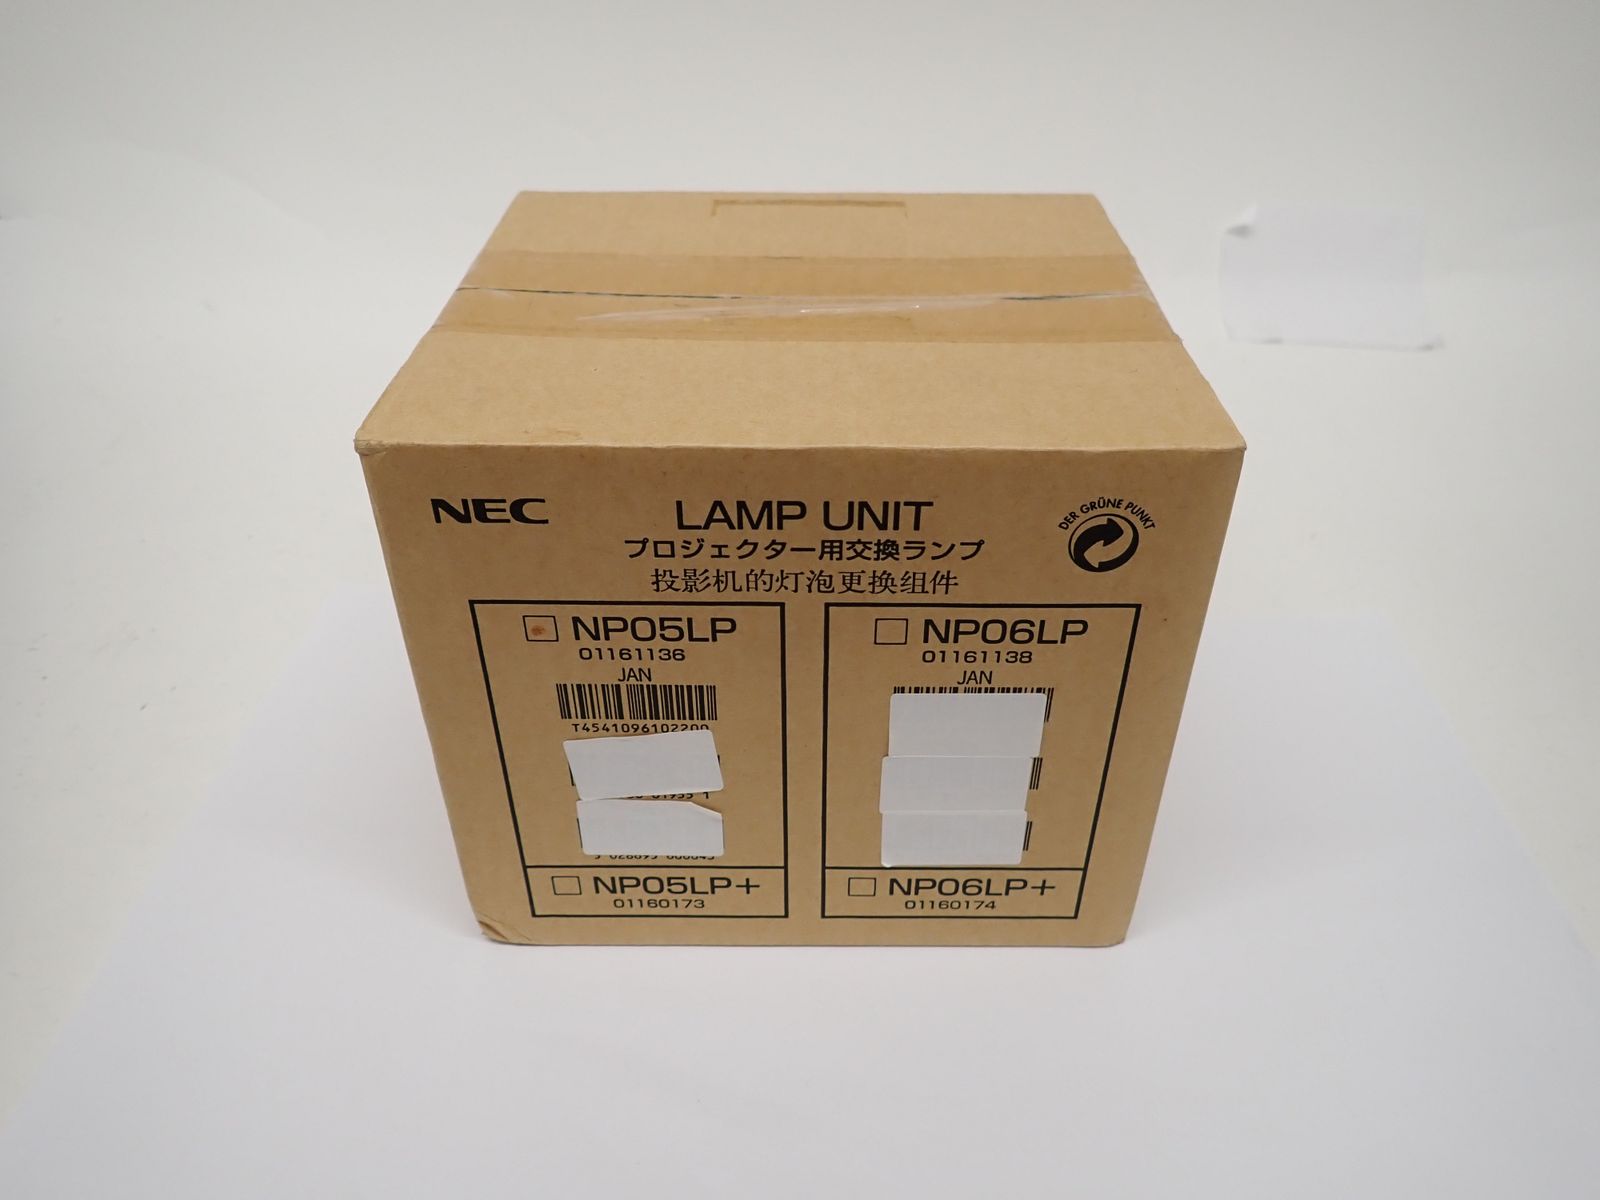 NEC
LAMP UNIT
DER GRÜNE PUNKT
プロジェクター用交換ランプ
投影机的灯泡更换组件
NP05LP
01161136
JAN
T4541096102200
NP05LP+
01160173
NP06LP
01161138
JAN
NP06LP+
01160174